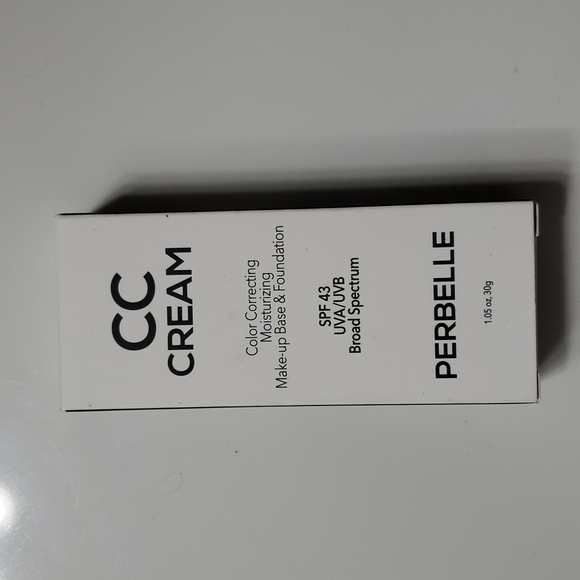 CC
CREAM
Color Correcting
Moisturizing
Make-up Base & Foundation
SPF 43
UVA/UVB
Broad Spectrum
PERBELLE
1.05 oz, 30g